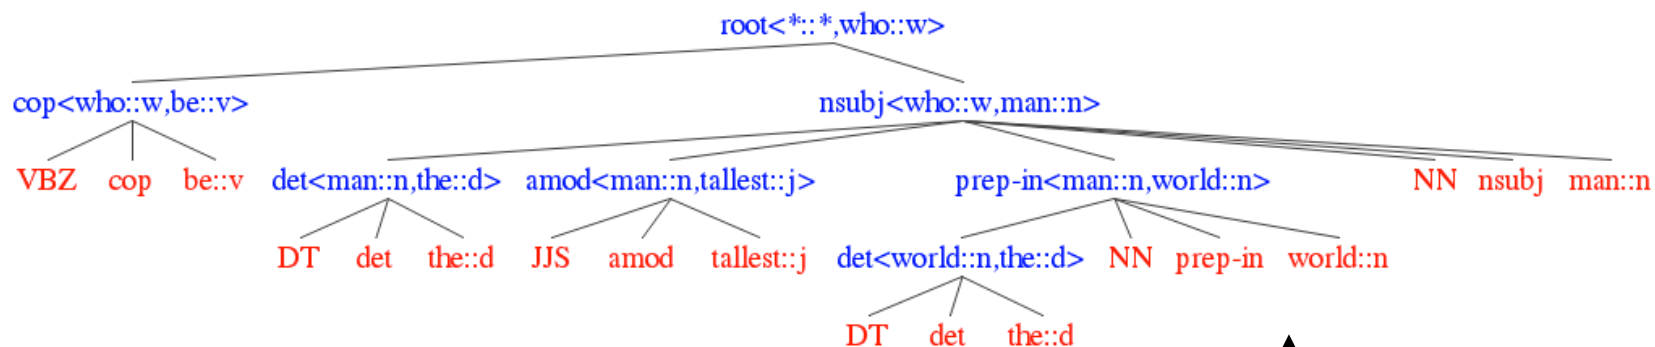 root<*::*,who::w>
cop<who::w,be::v> nsubj<who::w,man::n>
VBZ cop be::v det<man::n,the::d> amod<man::n,tallest::j> prep-in<man::n,world::n> NN nsubj man::n
DT det the::d JJS amod tallest::j det<world::n,the::d> NN prep-in world::n
DT det the::d